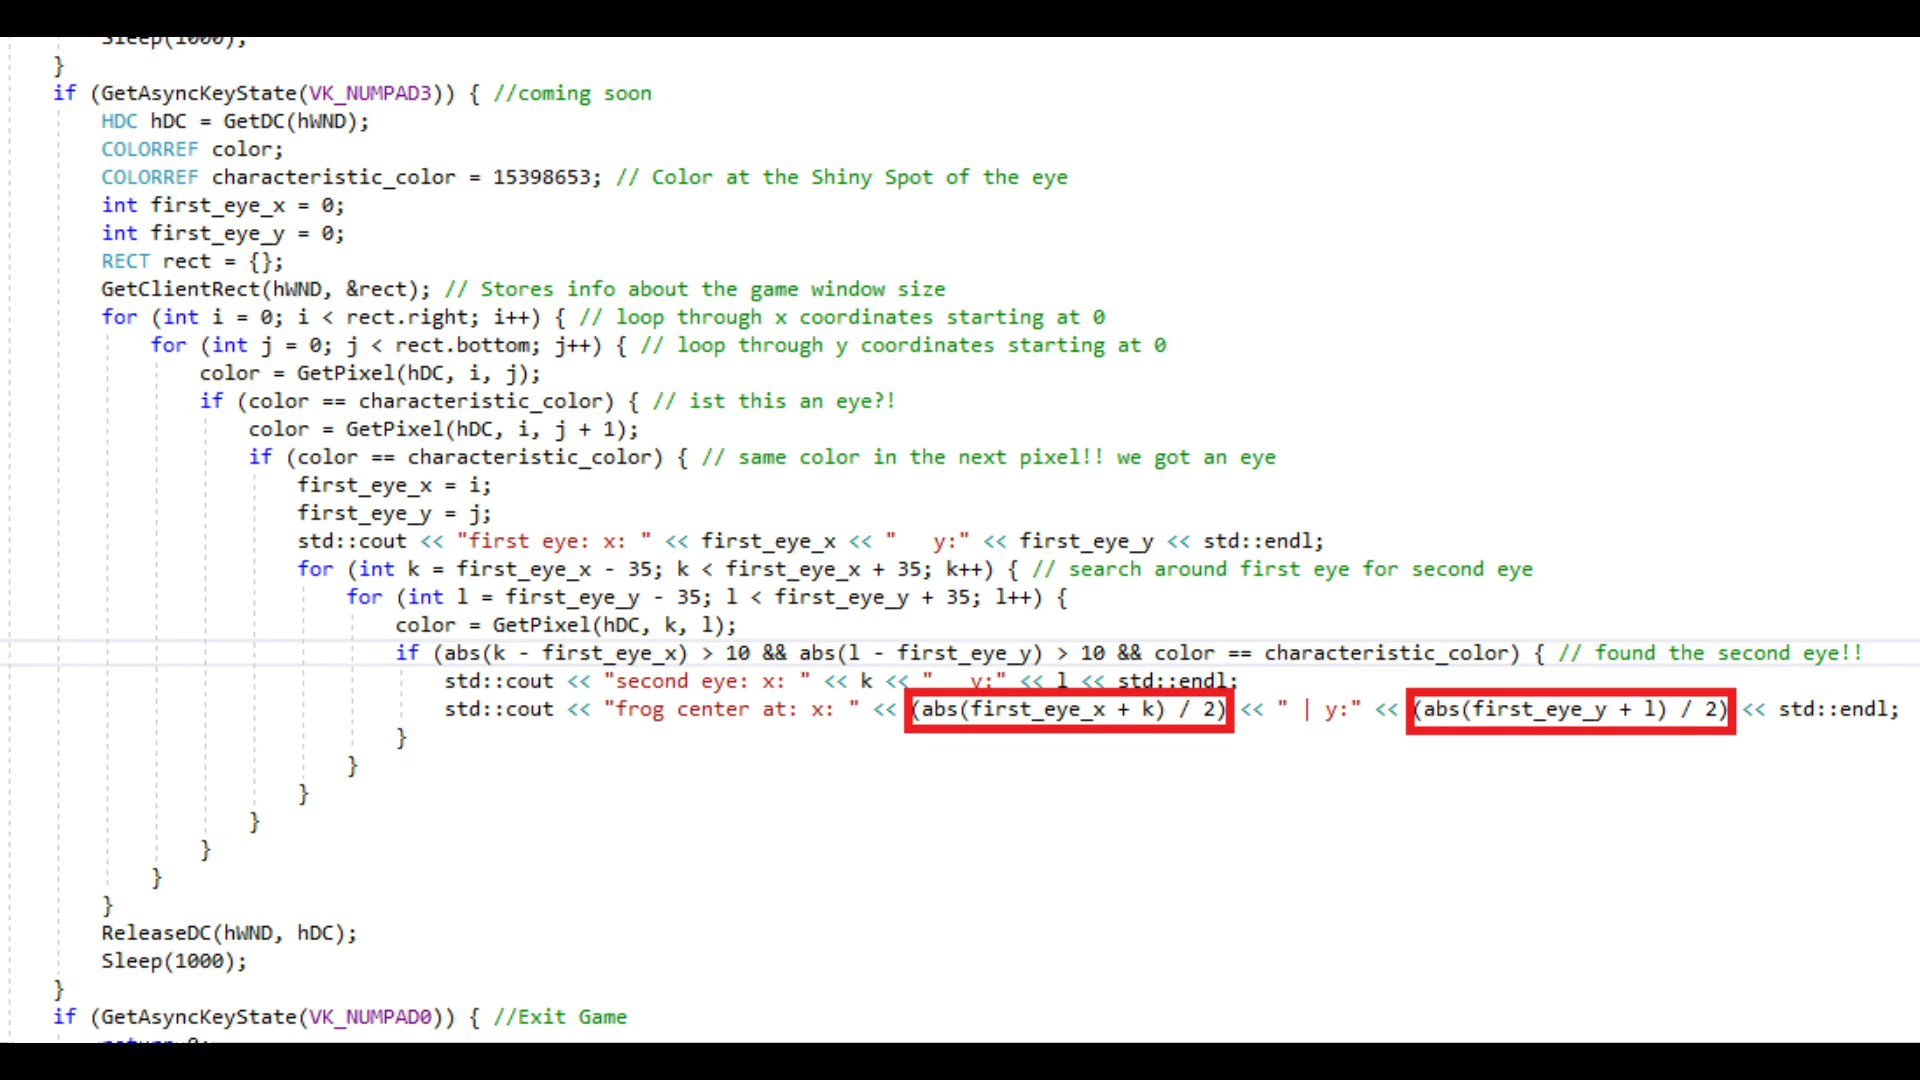 Sleep(1000);
}
if (GetAsyncKeyState(VK_NUMPAD3)) { //coming soon
HDC hDC = GetDC(hWND);
COLORREF color;
COLORREF characteristic_color = 15398653; // Color at the Shiny Spot of the eye
int first_eye_x = 0;
int first_eye_y = 0;
RECT rect = {};
GetClientRect(hWND, &rect); // Stores info about the game window size
for (int i = 0; i < rect.right; i++) { // loop through x coordinates starting at 0
for (int j = 0; j < rect.bottom; j++) { // loop through y coordinates starting at 0
color = GetPixel(hDC, i, j);
if (color == characteristic_color) { // ist this an eye?!
color = GetPixel(hDC, i, j + 1);
if (color == characteristic_color) { // same color in the next pixel!! we got an eye
first_eye_x = i;
first_eye_y = j;
std::cout << "first eye: x: " << first_eye_x << "   y:" << first_eye_y << std::endl;
for (int k = first_eye_x - 35; k < first_eye_x + 35; k++) { // search around first eye for second eye
for (int l = first_eye_y - 35; l < first_eye_y + 35; l++) {
color = GetPixel(hDC, k, l);
if (abs(k - first_eye_x) > 10 && abs(l - first_eye_y) > 10 && color == characteristic_color) { // found the second eye!!
std::cout << "second eye: x: " << k << "   y:" << l << std::endl;
std::cout << "frog center at: x: " << (abs(first_eye_x + k) / 2) << " | y:" << (abs(first_eye_y + l) / 2) << std::endl;
}
}
}
}
}
}
}
ReleaseDC(hWND, hDC);
Sleep(1000);
}
if (GetAsyncKeyState(VK_NUMPAD0)) { //Exit Game
return 0;